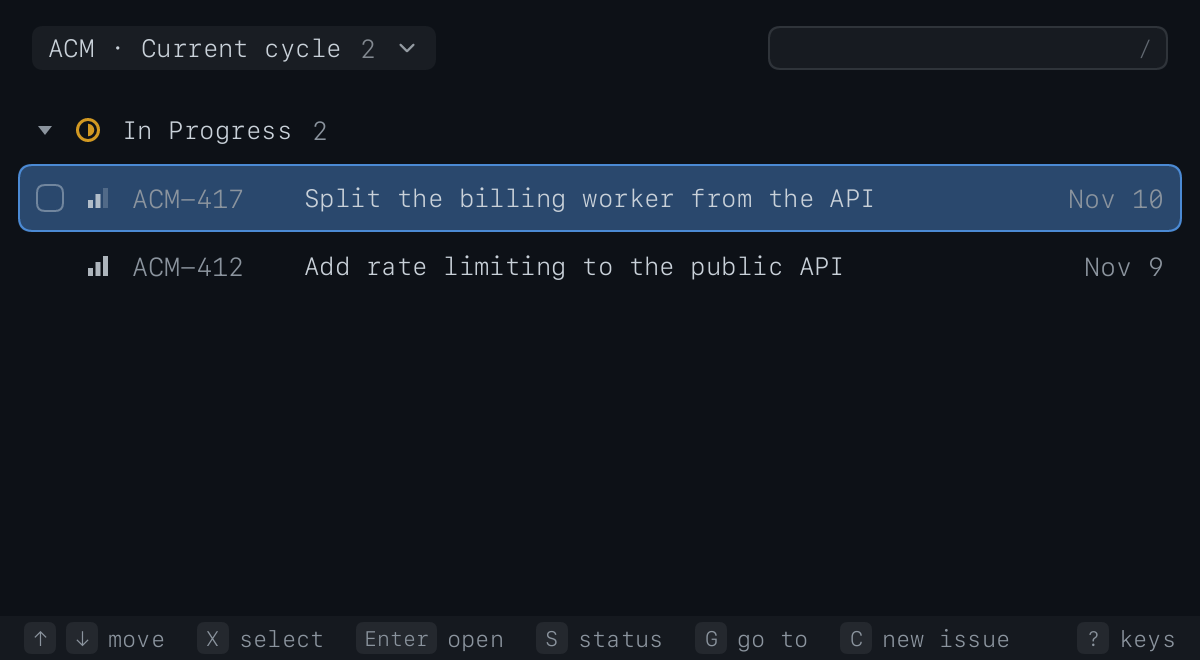 ACM · Current cycle 2 /
In Progress 2
ACM–417 Split the billing worker from the API Nov 10
ACM–412 Add rate limiting to the public API Nov 9
↑ ↓ move X select Enter open S status G go to C new issue ? keys